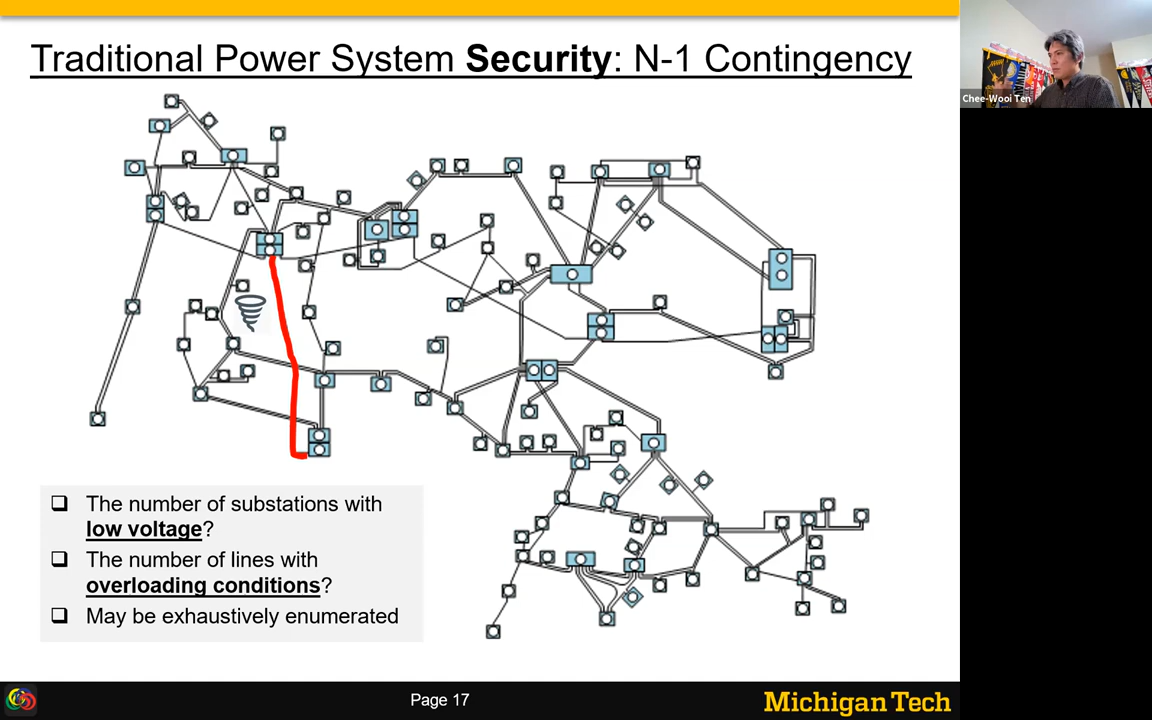 Traditional Power System Security: N-1 Contingency
Chee-Wooi Ten
❑ The number of substations with
low voltage?
❑ The number of lines with
overloading conditions?
❑ May be exhaustively enumerated
Page 17
Michigan Tech